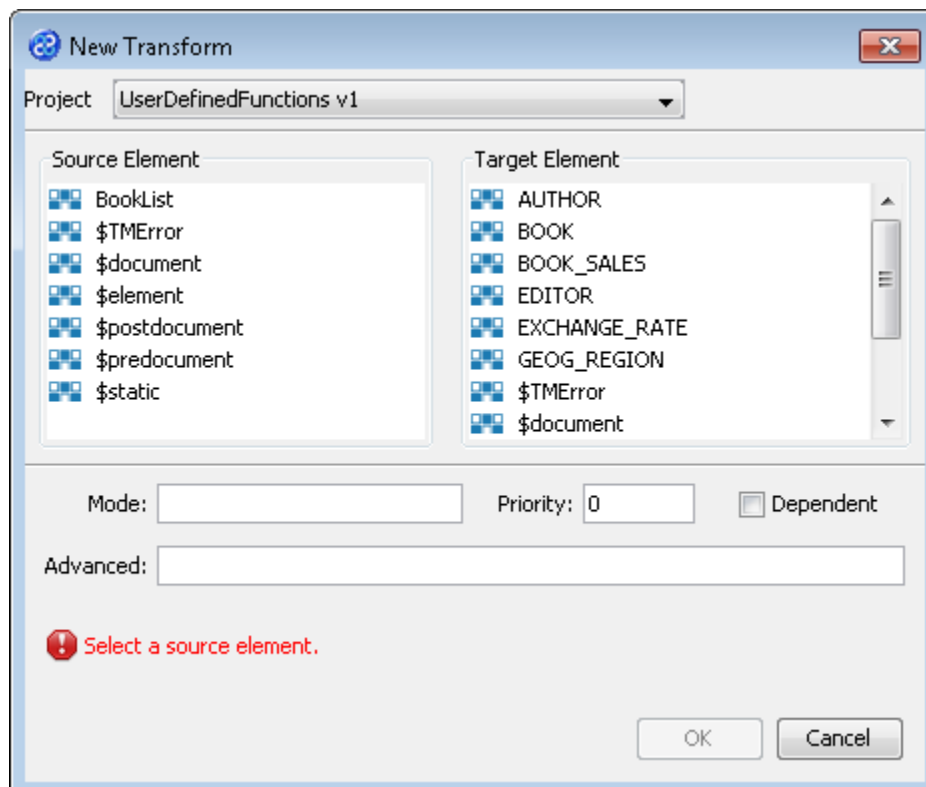 New Transform
Project UserDefinedFunctions v1
Source Element
BookList
$TMError
$document
$element
$postdocument
$predocument
$static
Target Element
AUTHOR
BOOK
BOOK_SALES
EDITOR
EXCHANGE_RATE
GEOG_REGION
$TMError
$document
Mode: Priority: 0 Dependent
Advanced:
Select a source element.
OK Cancel